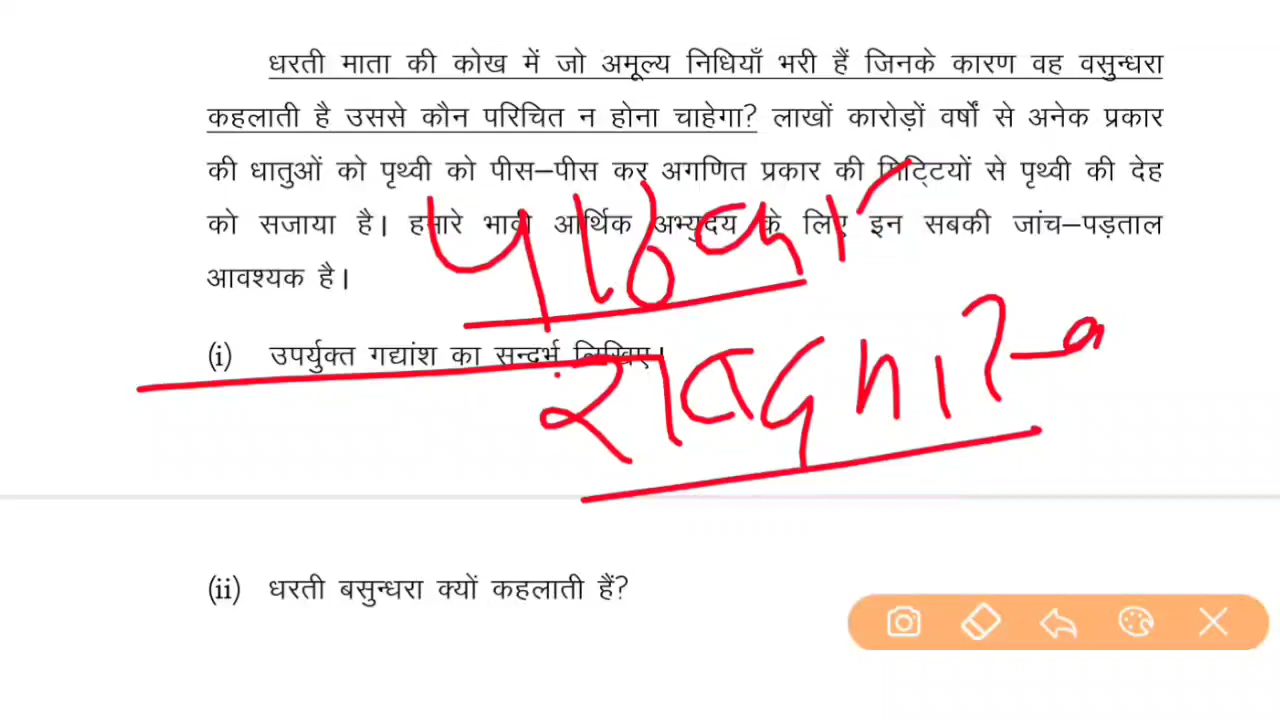 धरती माता की कोख में जो अमूल्य निधियाँ भरी हैं जिनके कारण वह वसुन्धरा
कहलाती है उससे कौन परिचित न होना चाहेगा? लाखों कारोड़ों वर्षों से अनेक प्रकार
की धातुओं को पृथ्वी को पीस–पीस कर अगणित प्रकार की मिट्टियों से पृथ्वी की देह
को सजाया है। हमारे भावी आर्थिक अभ्युदय के लिए इन सबकी जांच–पड़ताल
आवश्यक है।
(i) उपर्युक्त गद्यांश का सन्दर्भ लिखिए।
(ii) धरती बसुन्धरा क्यों कहलाती हैं?